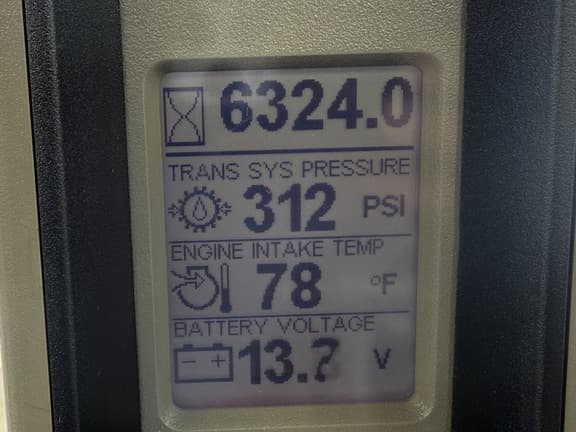 6324.0
TRANS SYS PRESSURE
312 PSI
ENGINE INTAKE TEMP
78 °F
BATTERY VOLTAGE
- + V